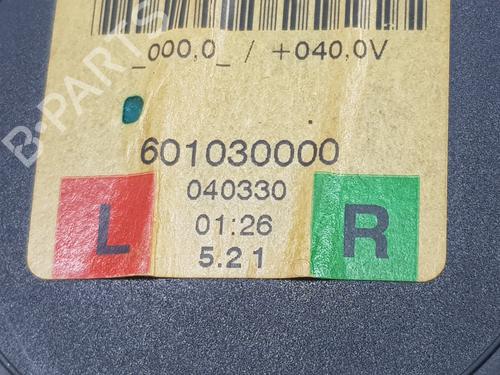 _000,0_ / +040,0V
601030000
040330
01:26
5.21
L
R
B-PARTS